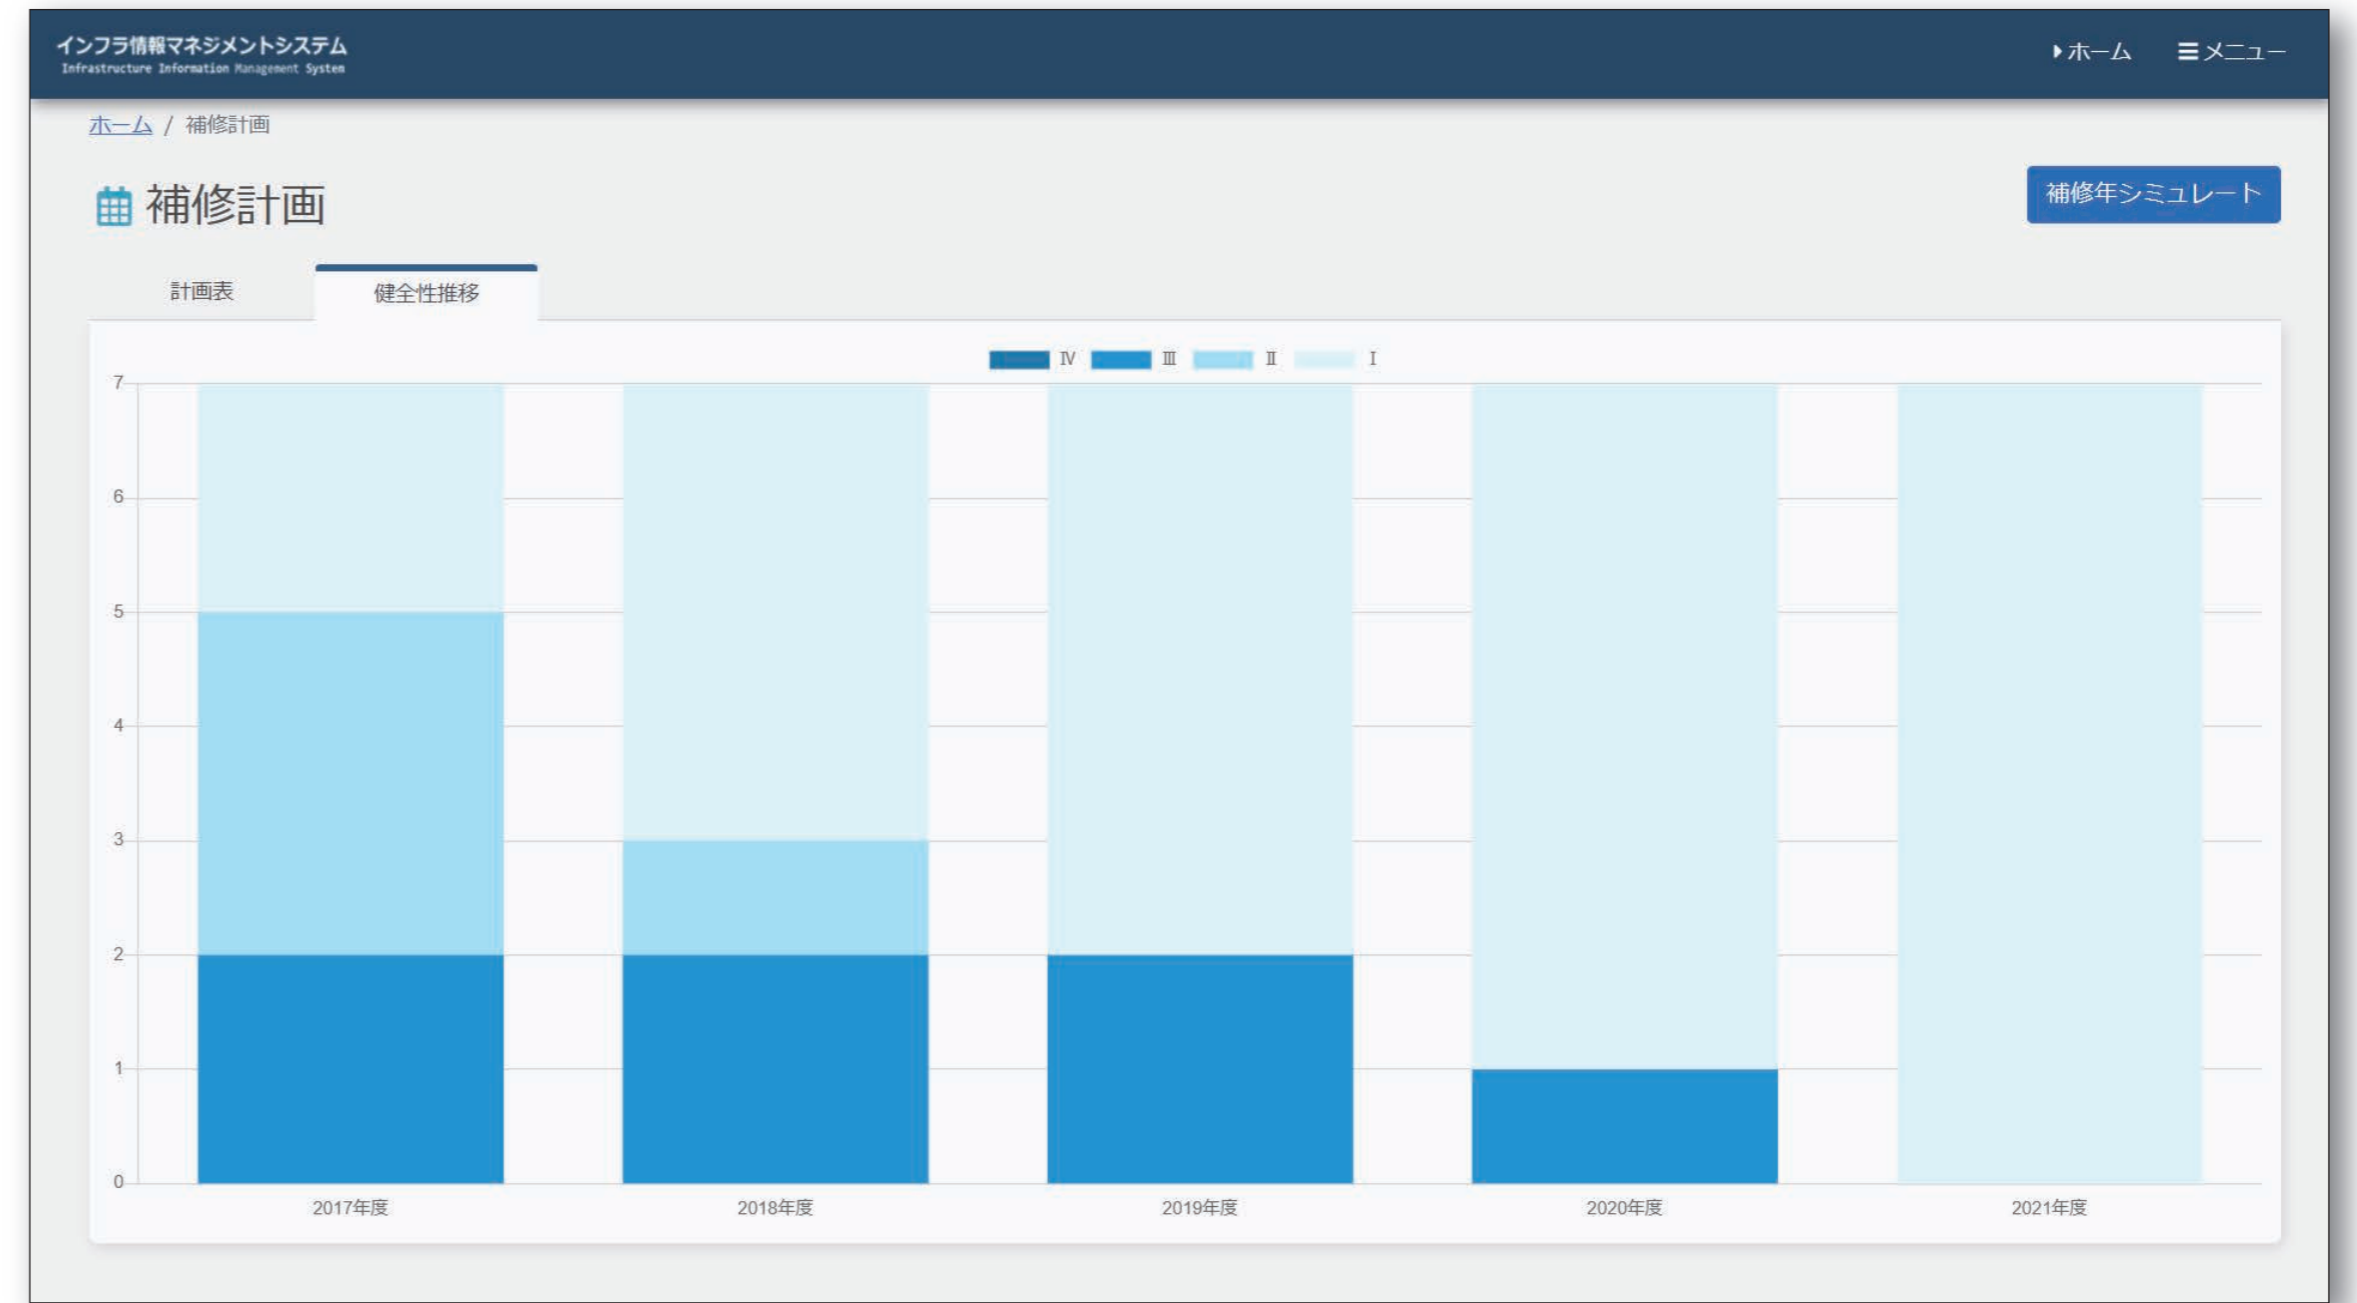 インフラ情報マネジメントシステム
Infrastructure Information Management System
ホーム メニュー
ホーム / 補修計画
補修計画
補修年シミュレート
計画表 健全性推移
Ⅳ Ⅲ Ⅱ Ⅰ
7
6
5
4
3
2
1
0
2017年度 2018年度 2019年度 2020年度 2021年度